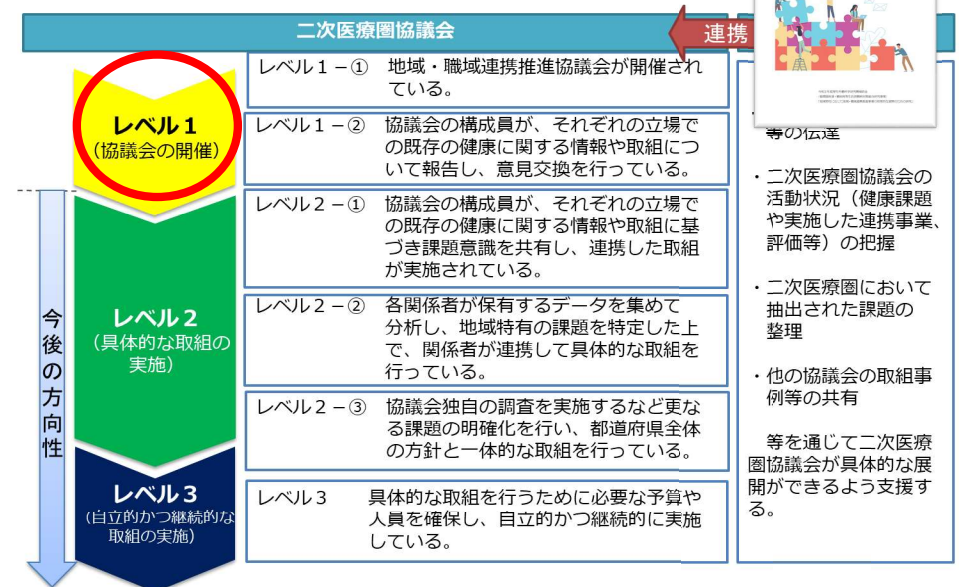 二次医療圏協議会
連携
レベル１
（協議会の開催）
レベル１－① 地域・職域連携推進協議会が開催され
ている。
レベル１－② 協議会の構成員が、それぞれの立場で
の既存の健康に関する情報や取組につ
いて報告し、意見交換を行っている。
今後の方向性
レベル２
（具体的な取組の
実施）
レベル２－① 協議会の構成員が、それぞれの立場で
の既存の健康に関する情報や取組に基
づき課題意識を共有し、連携した取組
が実施されている。
レベル２－② 各関係者が保有するデータを集めて
分析し、地域特有の課題を特定した上
で、関係者が連携して具体的な取組を
行っている。
レベル２－③ 協議会独自の調査を実施するなど更な
る課題の明確化を行い、都道府県全体
の方針と一体的な取組を行っている。
レベル３
（自立的かつ継続的な
取組の実施）
レベル３ 具体的な取組を行うために必要な予算や
人員を確保し、自立的かつ継続的に実施
している。
等の伝達
・二次医療圏協議会の
活動状況（健康課題
や実施した連携事業、
評価等）の把握
・二次医療圏において
抽出された課題の
整理
・他の協議会の取組事
例等の共有
等を通じて二次医療
圏協議会が具体的な展
開ができるよう支援す
る。